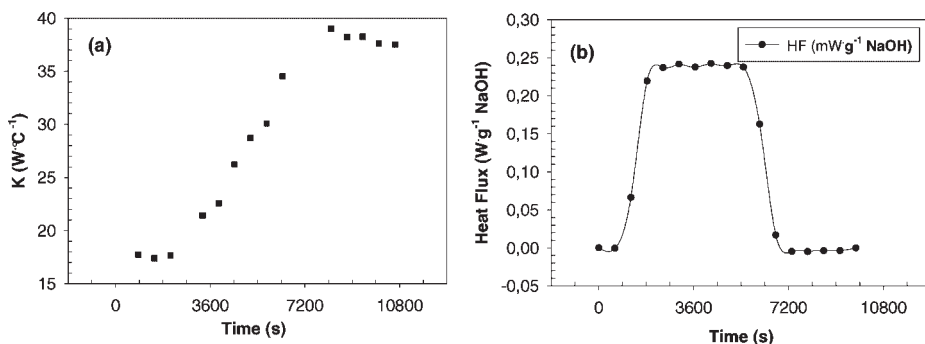 (a)
K (W·ºC⁻¹)
40
35
30
25
20
15
0 3600 7200 10800
Time (s)
(b)
HF (mW·g⁻¹ NaOH)
Heat Flux (W·g⁻¹ NaOH)
0,30
0,25
0,20
0,15
0,10
0,05
0,00
-0,05
0 3600 7200 10800
Time (s)